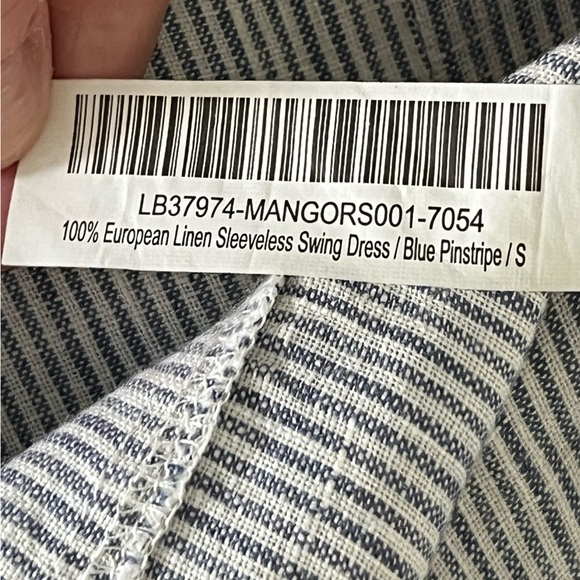 LB37974-MANGORS001-7054
100% European Linen Sleeveless Swing Dress / Blue Pinstripe / S